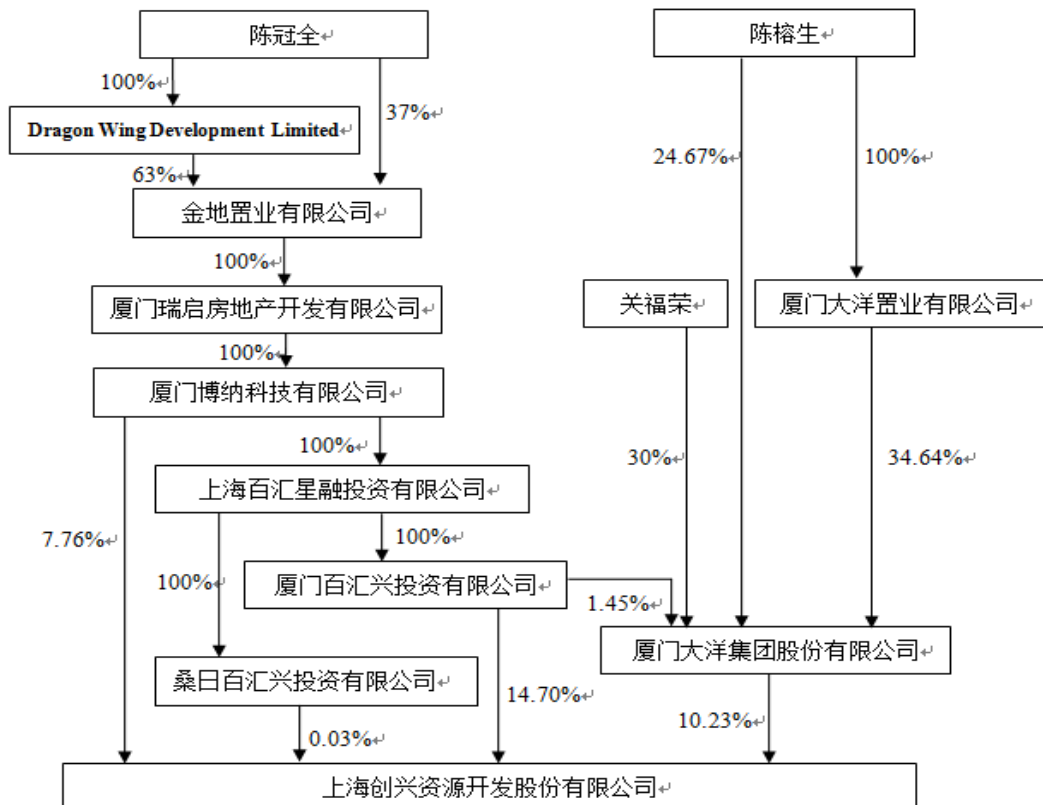 陈冠全
陈榕生
100%
37%
Dragon Wing Development Limited
24.67%
100%
63%
金地置业有限公司
100%
厦门瑞启房地产开发有限公司
关福荣
厦门大洋置业有限公司
100%
厦门博纳科技有限公司
100%
30%
34.64%
上海百汇星融投资有限公司
7.76%
100%
100%
厦门百汇兴投资有限公司
1.45%
厦门大洋集团股份有限公司
桑日百汇兴投资有限公司
14.70%
10.23%
0.03%
上海创兴资源开发股份有限公司